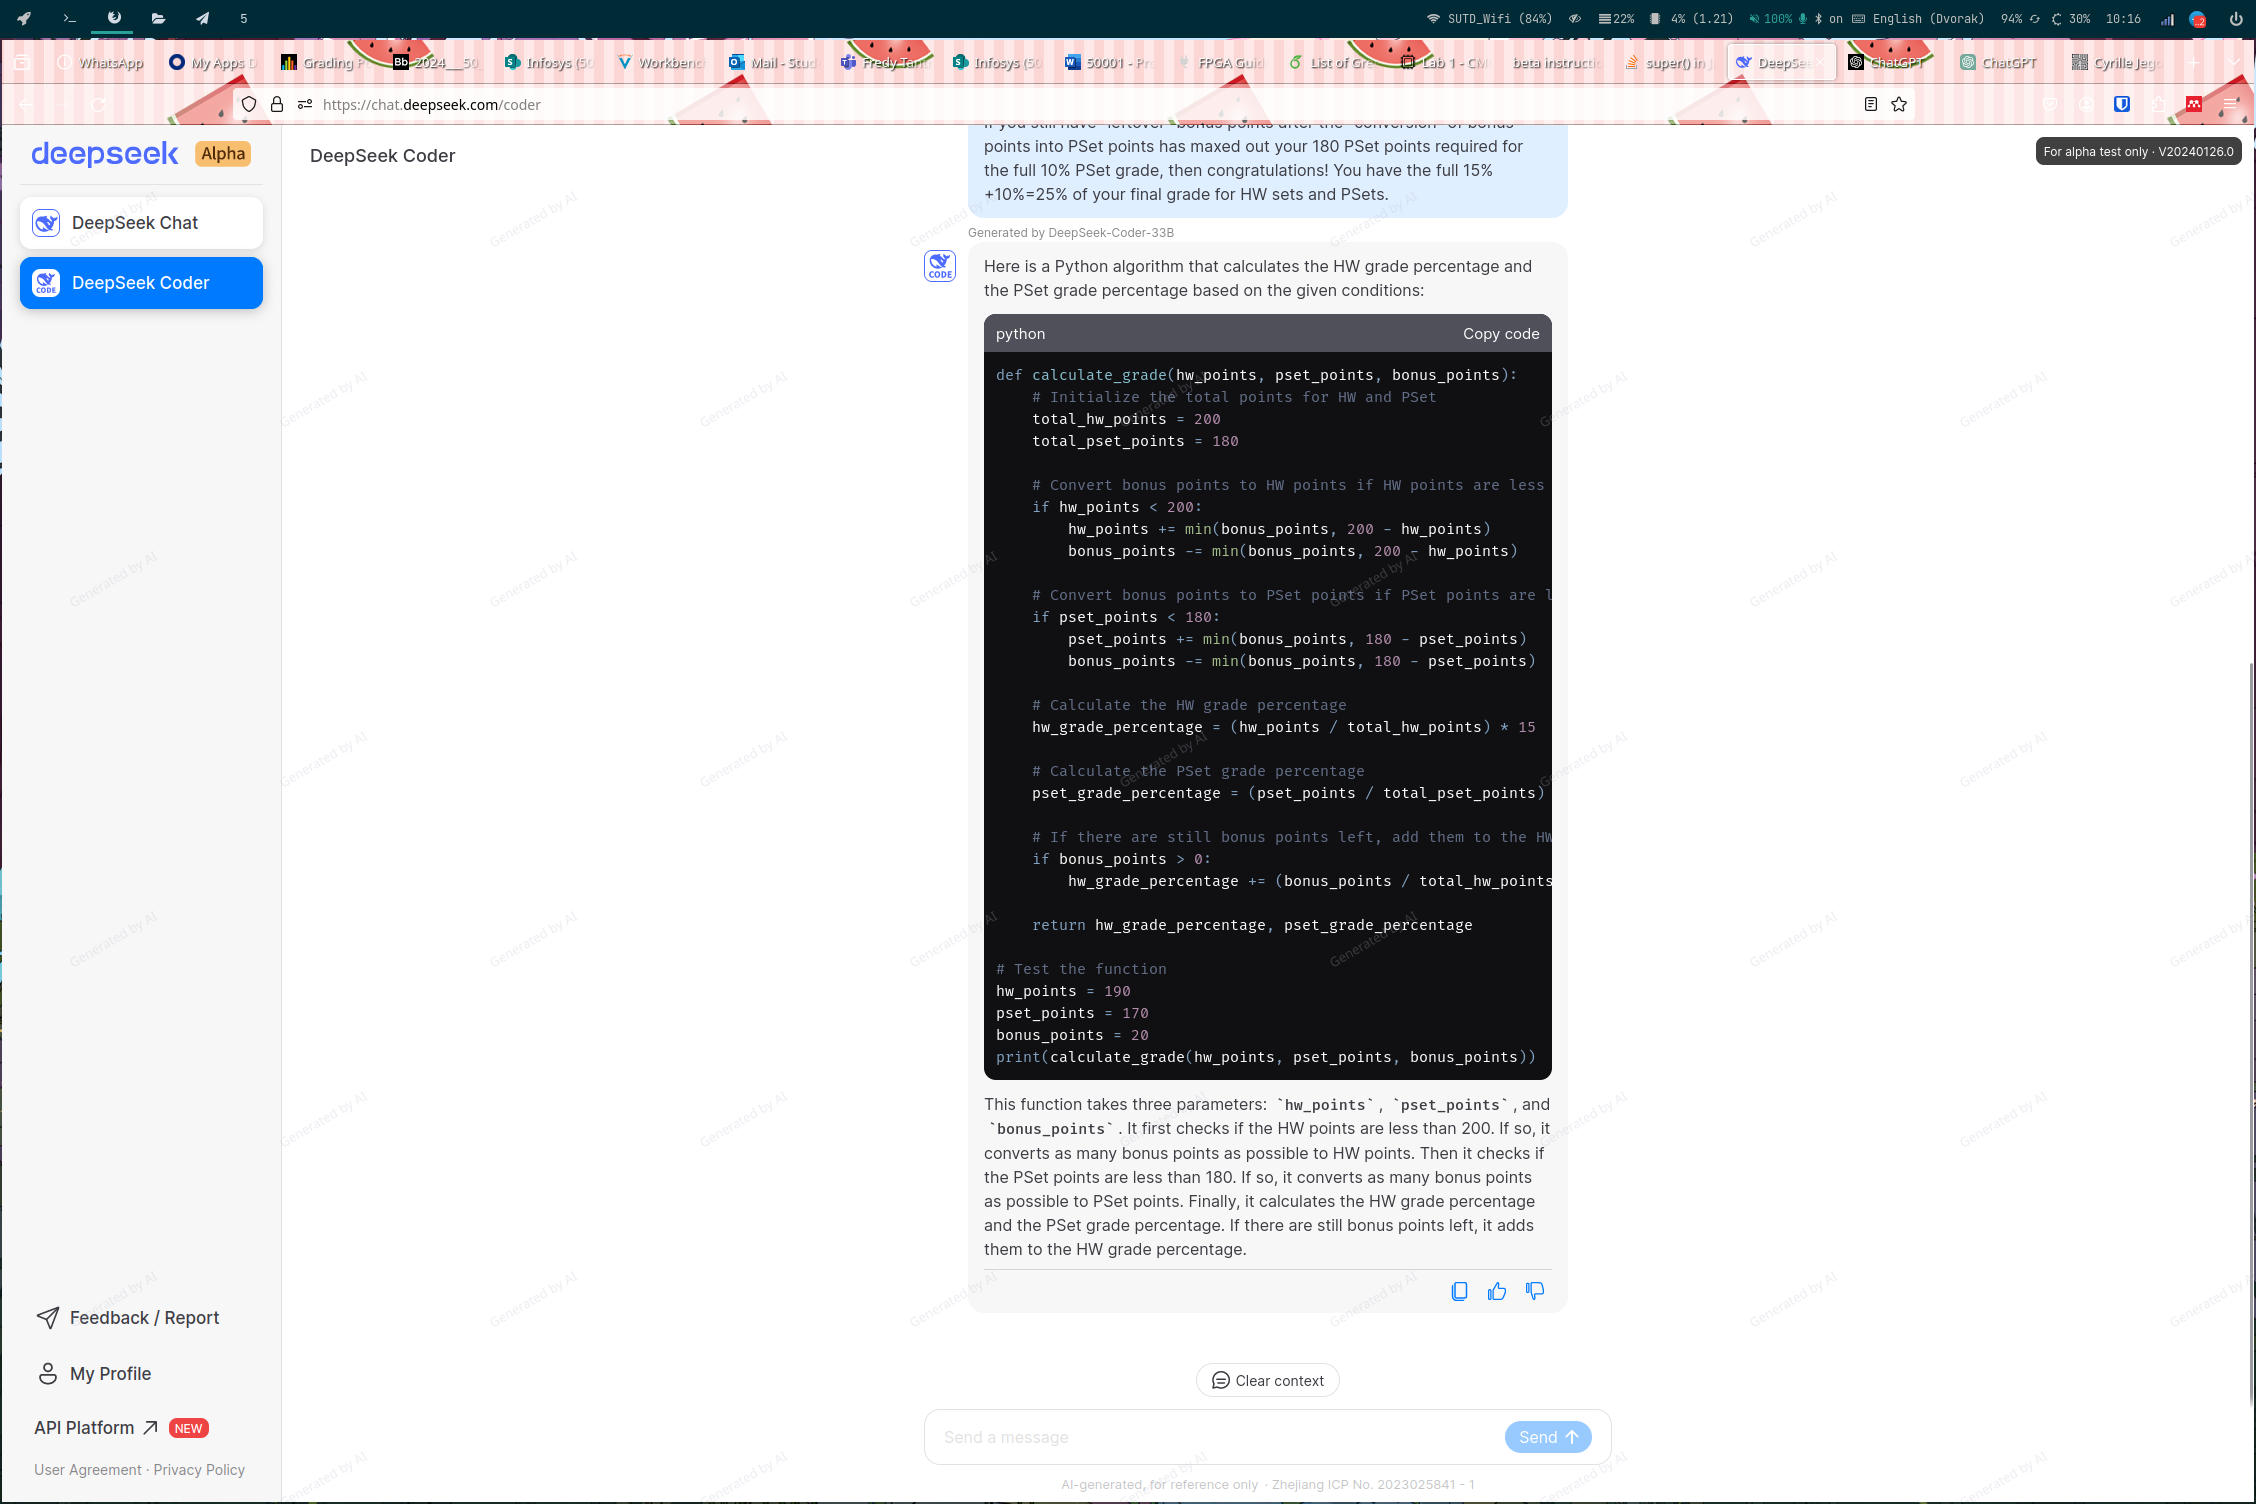 5
SUTD_Wifi (84%) 22% 4% (1.21) 100% on English (Dvorak) 94% 30% 10:16
WhatsApp My Apps D Grading P 2024__50 Infosys (50 Workbenc Mail - Stud Fredy Tant Infosys (50 50001 - Pr FPGA Guid List of Gre Lab 1 - CM beta instructi super() in DeepSee ChatGPT ChatGPT Cyrille Jego
https://chat.deepseek.com/coder
deepseek Alpha
DeepSeek Chat
DeepSeek Coder
Feedback / Report
My Profile
API Platform NEW
User Agreement · Privacy Policy
DeepSeek Coder
For alpha test only · V20240126.0
If you still have "leftover" bonus points after the "conversion" of bonus
points into PSet points has maxed out your 180 PSet points required for
the full 10% PSet grade, then congratulations! You have the full 15%
+10%=25% of your final grade for HW sets and PSets.
Generated by DeepSeek-Coder-33B
CODE
Here is a Python algorithm that calculates the HW grade percentage and
the PSet grade percentage based on the given conditions:
python Copy code
def calculate_grade(hw_points, pset_points, bonus_points):
    # Initialize the total points for HW and PSet
    total_hw_points = 200
    total_pset_points = 180
    # Convert bonus points to HW points if HW points are less
    if hw_points < 200:
        hw_points += min(bonus_points, 200 - hw_points)
        bonus_points -= min(bonus_points, 200 - hw_points)
    # Convert bonus points to PSet points if PSet points are l
    if pset_points < 180:
        pset_points += min(bonus_points, 180 - pset_points)
        bonus_points -= min(bonus_points, 180 - pset_points)
    # Calculate the HW grade percentage
    hw_grade_percentage = (hw_points / total_hw_points) * 15
    # Calculate the PSet grade percentage
    pset_grade_percentage = (pset_points / total_pset_points)
    # If there are still bonus points left, add them to the HW
    if bonus_points > 0:
        hw_grade_percentage += (bonus_points / total_hw_points
    return hw_grade_percentage, pset_grade_percentage
# Test the function
hw_points = 190
pset_points = 170
bonus_points = 20
print(calculate_grade(hw_points, pset_points, bonus_points))
This function takes three parameters: `hw_points`, `pset_points`, and
`bonus_points`. It first checks if the HW points are less than 200. If so, it
converts as many bonus points as possible to HW points. Then it checks if
the PSet points are less than 180. If so, it converts as many bonus points
as possible to PSet points. Finally, it calculates the HW grade percentage
and the PSet grade percentage. If there are still bonus points left, it adds
them to the HW grade percentage.
Clear context
Send a message
Send
AI-generated, for reference only · Zhejiang ICP No. 2023025841 - 1
Generated by AI